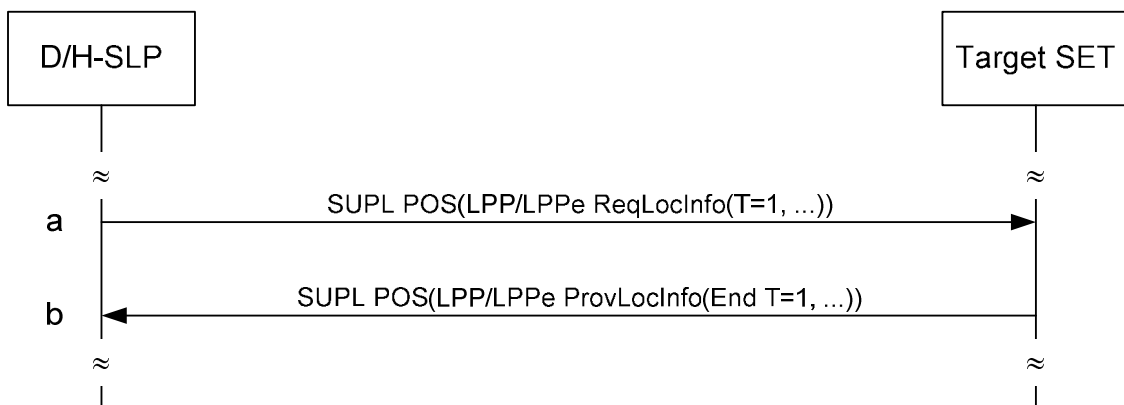 D/H-SLP
Target SET
≈ ≈
a SUPL POS(LPP/LPPe ReqLocInfo(T=1, ...))
b SUPL POS(LPP/LPPe ProvLocInfo(End T=1, ...))
≈ ≈